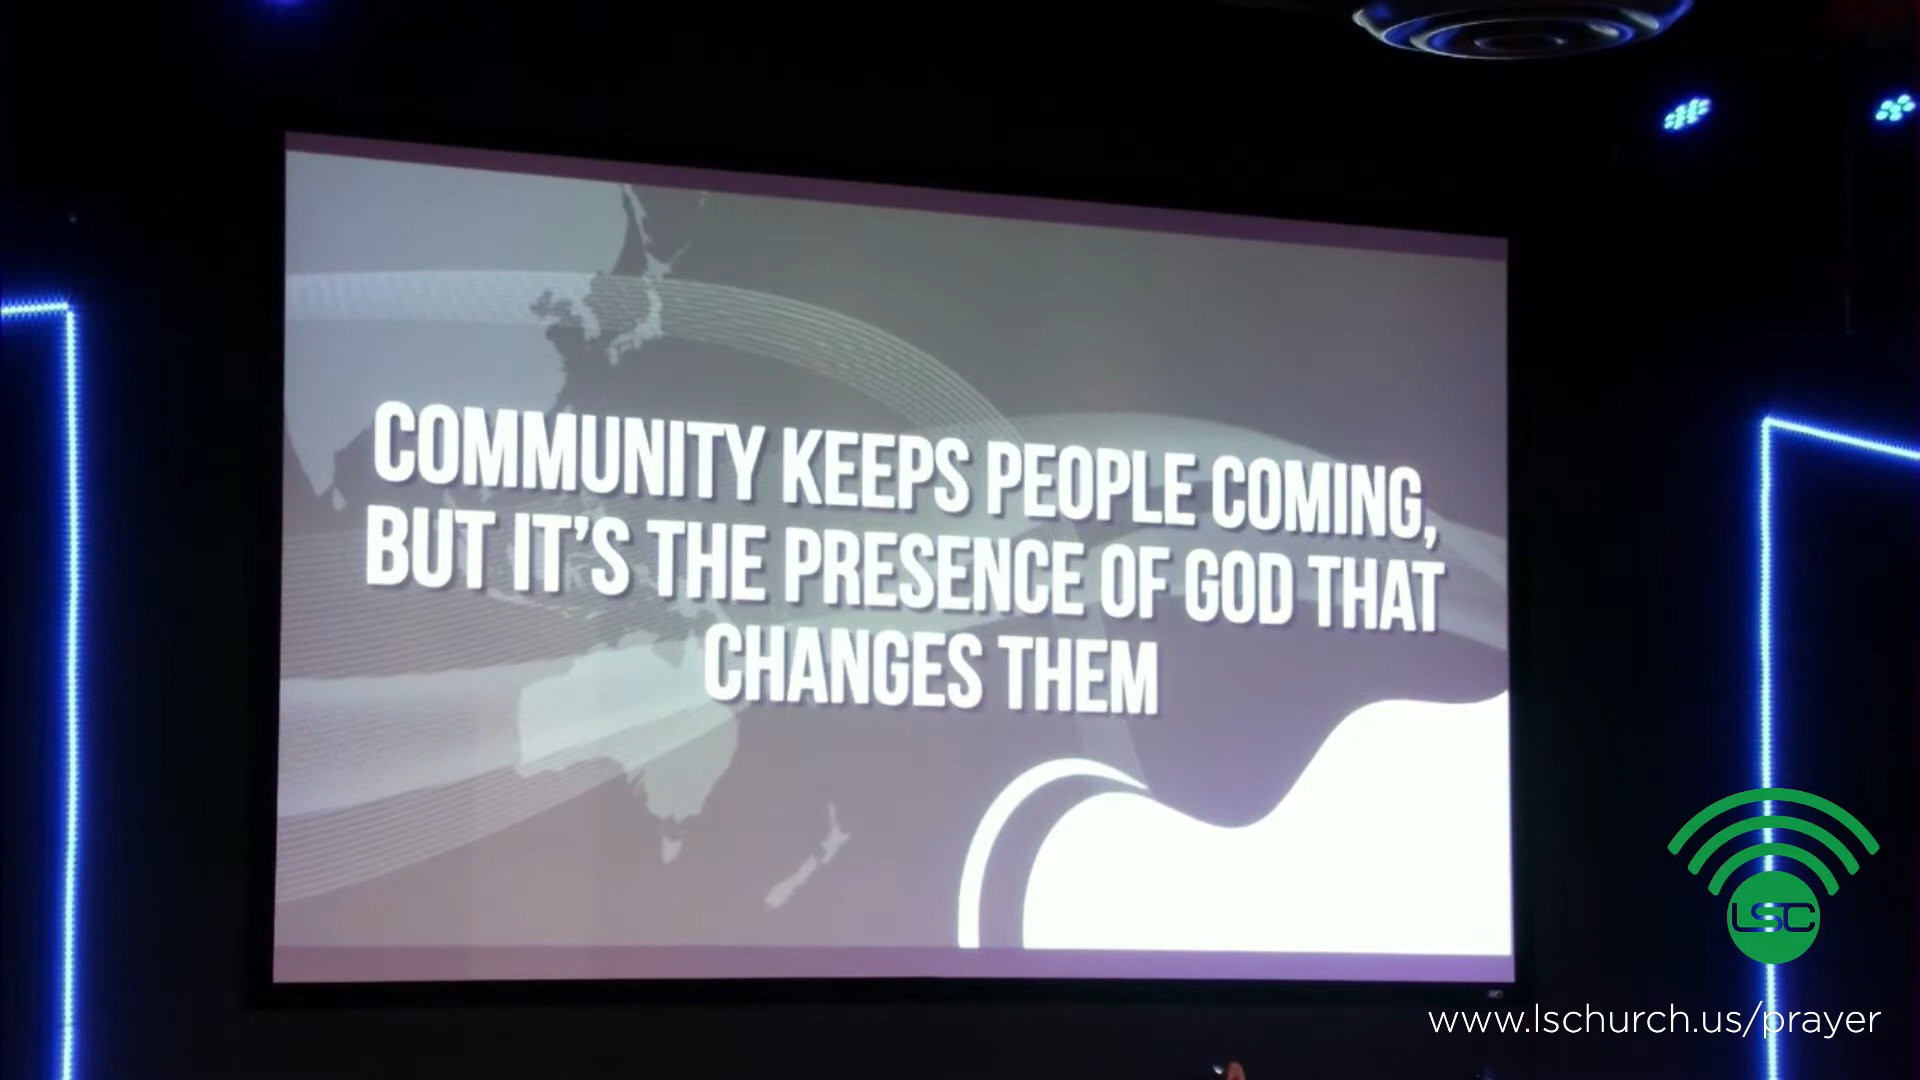 COMMUNITY KEEPS PEOPLE COMING,
BUT IT'S THE PRESENCE OF GOD THAT
CHANGES THEM
LSC
www.lschurch.us/prayer